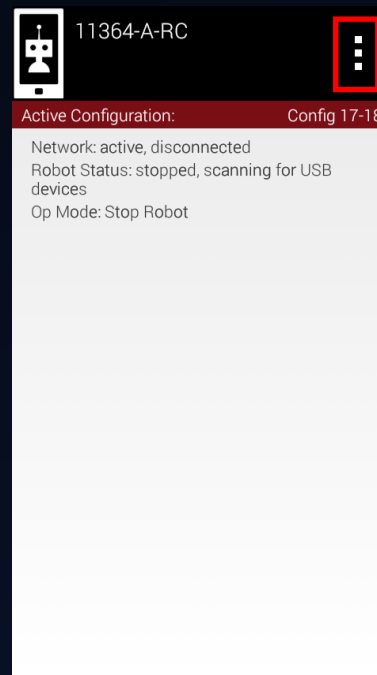 11364-A-RC
Active Configuration: Config 17-18
Network: active, disconnected
Robot Status: stopped, scanning for USB
devices
Op Mode: Stop Robot